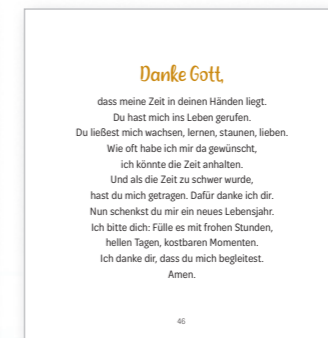 Danke Gott,
dass meine Zeit in deinen Händen liegt.
Du hast mich ins Leben gerufen.
Du ließest mich wachsen, lernen, staunen, lieben.
Wie oft habe ich mir da gewünscht,
ich könnte die Zeit anhalten.
Und als die Zeit zu schwer wurde,
hast du mich getragen. Dafür danke ich dir.
Nun schenkst du mir ein neues Lebensjahr.
Ich bitte dich: Fülle es mit frohen Stunden,
hellen Tagen, kostbaren Momenten.
Ich danke dir, dass du mich begleitest.
Amen.
46